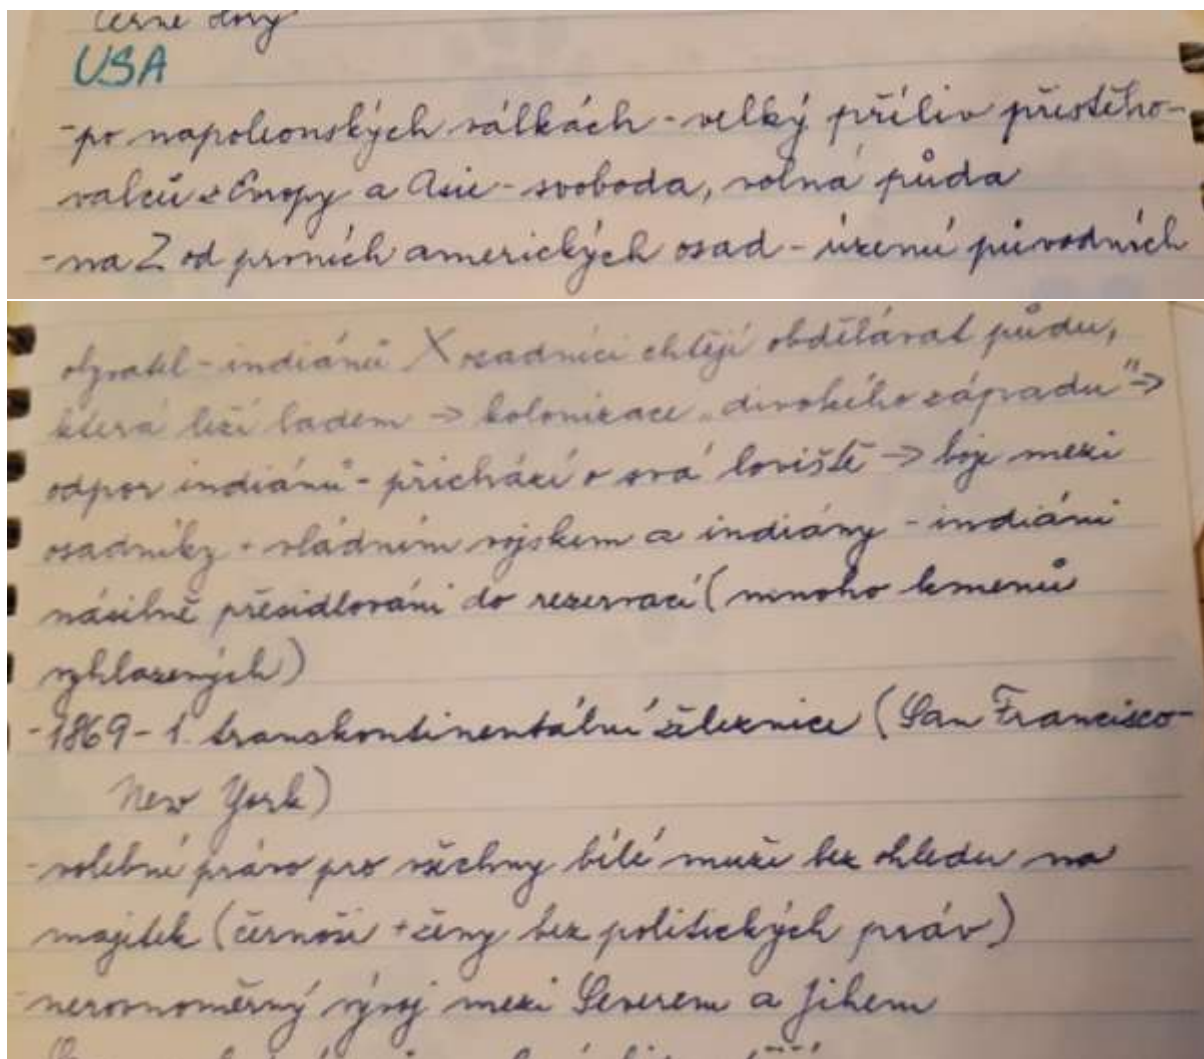 Černé Hory
USA
-po napoleonských válkách - velký příliv přistěho-
valců z Evropy a Asie - svoboda, volná půda
-na Z od prvních amerických osad - území původních
obyvatel - indiánů X osadníci chtějí obdělávat půdu,
která leží ladem → kolonizace „divokého západu" →
odpor indiánů - přichází o svá loviště → boje mezi
osadníky + vládním vojskem a indiány - indiáni
násilně přesidlováni do rezervací (mnoho kmenů
vyhlazených)
-1869 - 1. transkontinentální železnice (San Francisco-
New York)
-volební právo pro všechny bílé muže bez ohledu na
majetek (černoši + ženy bez politických práv)
-nerovnoměrný vývoj mezi Severem a Jihem